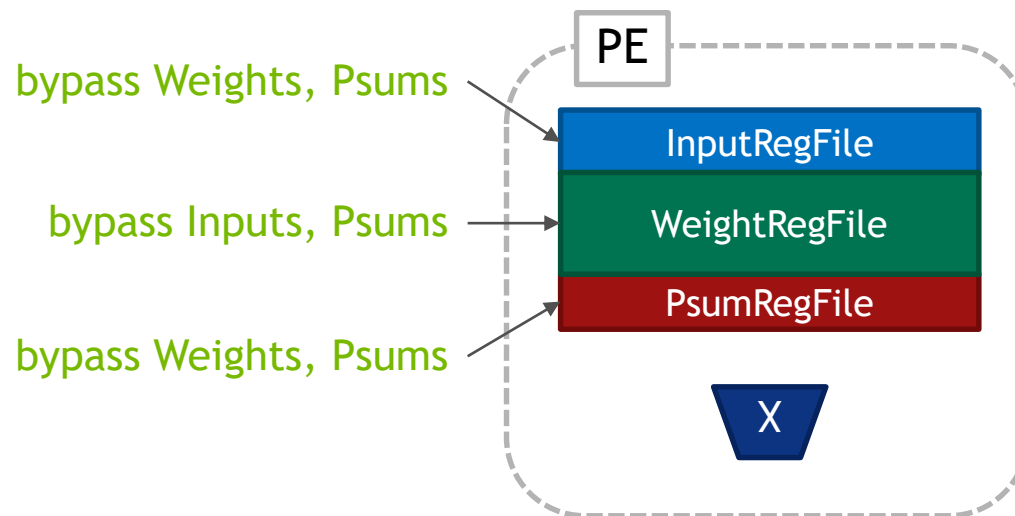 PE
bypass Weights, Psums
InputRegFile
bypass Inputs, Psums
WeightRegFile
PsumRegFile
bypass Weights, Psums
X